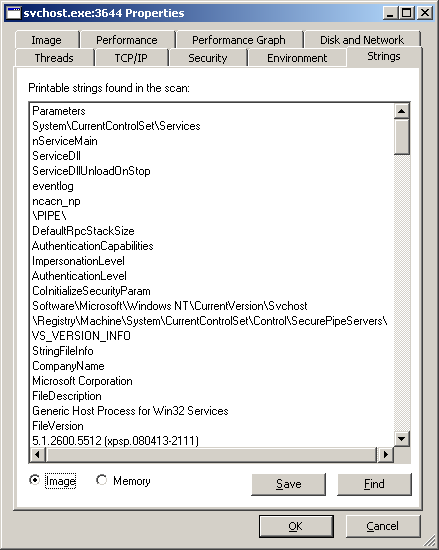 svchost.exe:3644 Properties
Image Performance Performance Graph Disk and Network
Threads TCP/IP Security Environment Strings
Printable strings found in the scan:
Parameters
System\CurrentControlSet\Services
nServiceMain
ServiceDll
ServiceDllUnloadOnStop
eventlog
ncacn_np
\PIPE\
DefaultRpcStackSize
AuthenticationCapabilities
ImpersonationLevel
AuthenticationLevel
CoInitializeSecurityParam
Software\Microsoft\Windows NT\CurrentVersion\Svchost
\Registry\Machine\System\CurrentControlSet\Control\SecurePipeServers\
VS_VERSION_INFO
StringFileInfo
CompanyName
Microsoft Corporation
FileDescription
Generic Host Process for Win32 Services
FileVersion
5.1.2600.5512 (xpsp.080413-2111)
Image Memory Save Find
OK Cancel